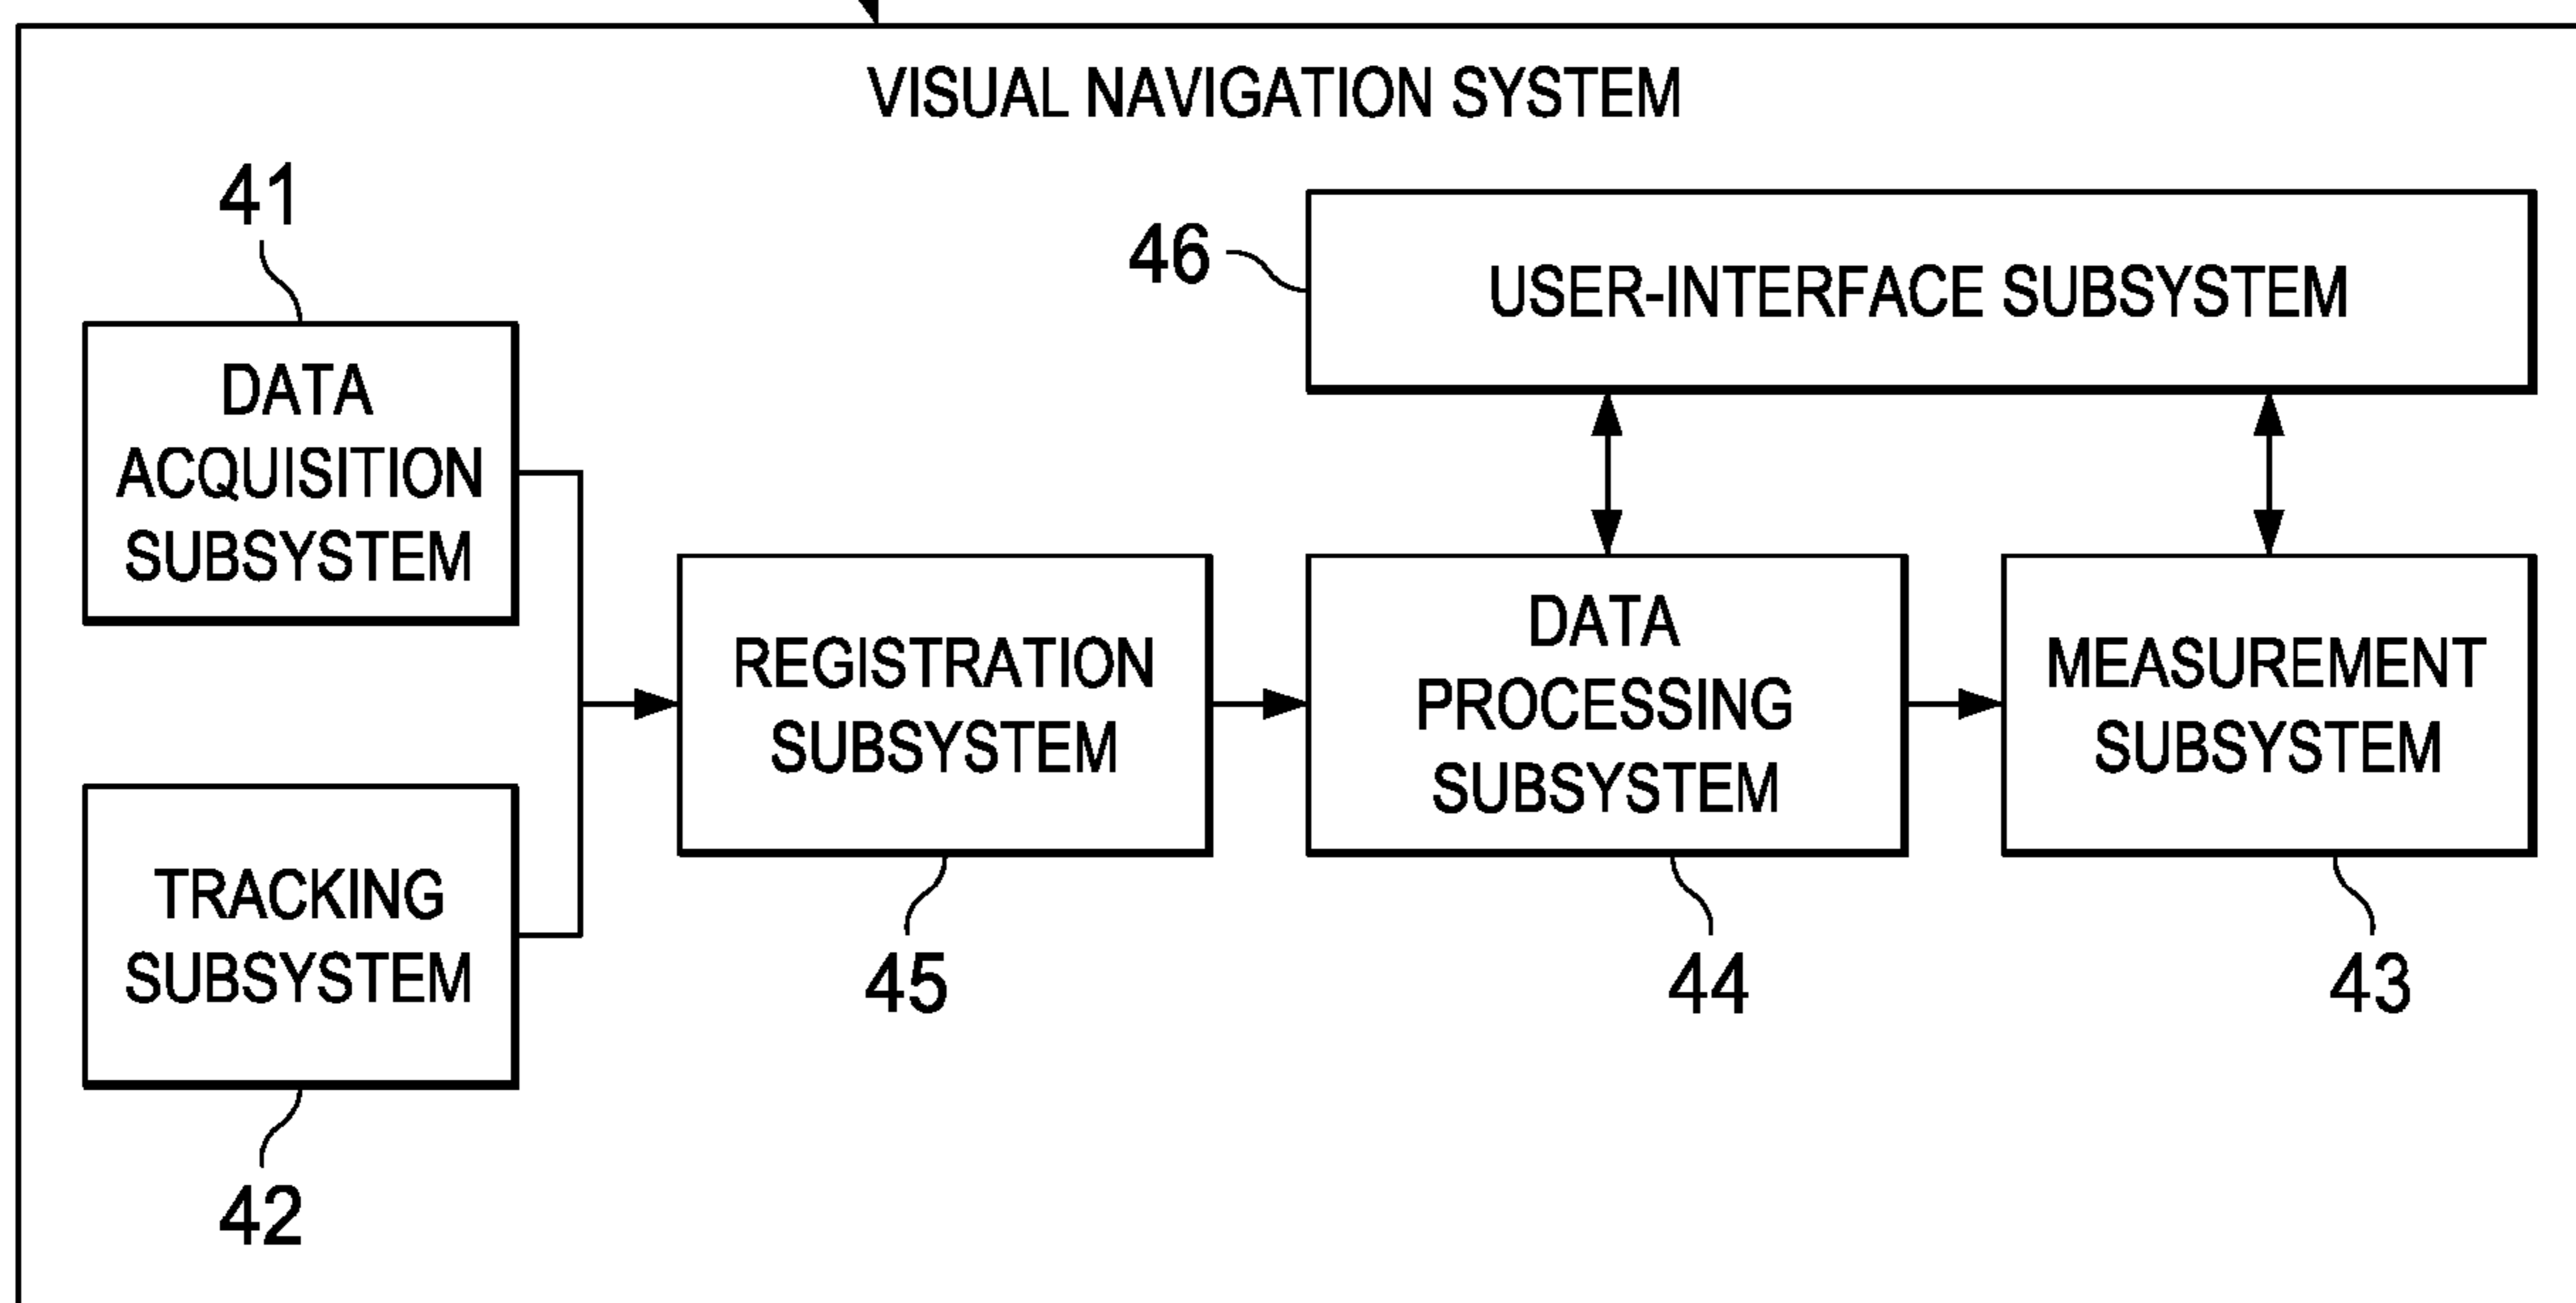 VISUAL NAVIGATION SYSTEM
41
DATA
ACQUISITION
SUBSYSTEM
46
USER-INTERFACE SUBSYSTEM
TRACKING
SUBSYSTEM
42
REGISTRATION
SUBSYSTEM
45
DATA
PROCESSING
SUBSYSTEM
44
MEASUREMENT
SUBSYSTEM
43